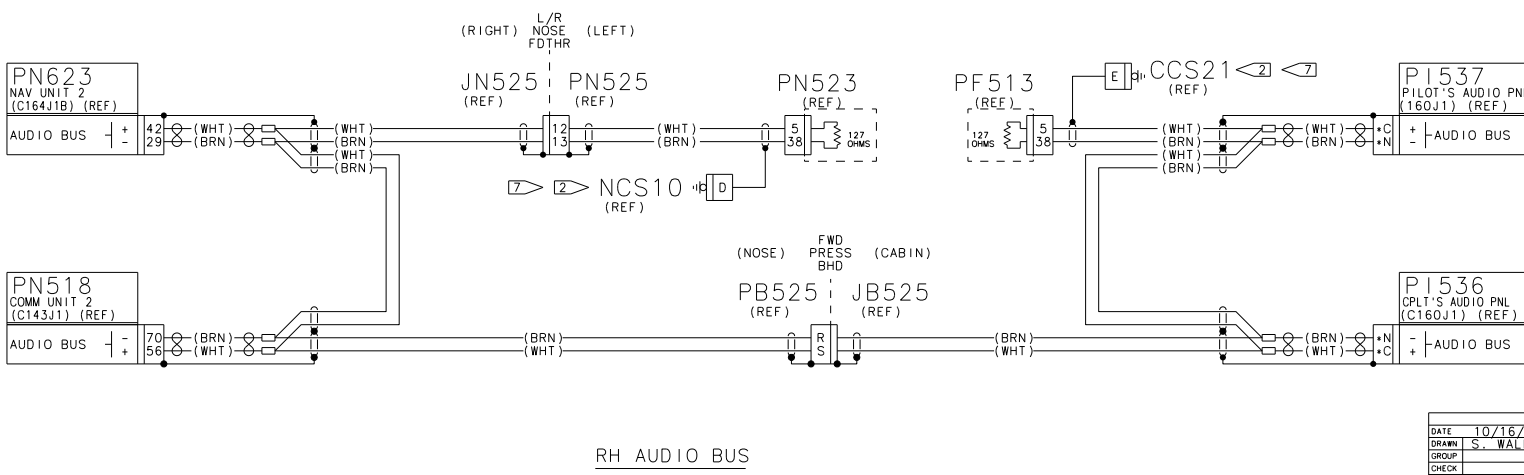 L/R
(RIGHT) NOSE (LEFT)
FDTHR
PN623
NAV UNIT 2
(C164J1B) (REF)
AUDIO BUS + 42 (WHT) (WHT)
- 29 (BRN) (BRN)
(WHT)
(BRN)
JN525 PN525
(REF) (REF)
12 (WHT)
13 (BRN)
PN523
(REF)
5
38
127
OHMS
7 2 NCS10 D
(REF)
PF513
(REF)
127
OHMS
5
38
E CCS21 2 7
(REF)
(WHT) (WHT) *C
(BRN) (BRN) *N
(WHT)
(BRN)
PI537
PILOT'S AUDIO PNL
(160J1) (REF)
+ AUDIO BUS
-
FWD
(NOSE) PRESS (CABIN)
BHD
PN518
COMM UNIT 2
(C143J1) (REF)
AUDIO BUS - 70 (BRN) (BRN)
+ 56 (WHT) (WHT)
PB525 JB525
(REF) (REF)
R (BRN) (BRN) *N
S (WHT) (WHT) *C
PI536
CPLT'S AUDIO PNL
(C160J1) (REF)
- AUDIO BUS
+
RH AUDIO BUS
DATE 10/16/
DRAWN S. WAL
GROUP
CHECK